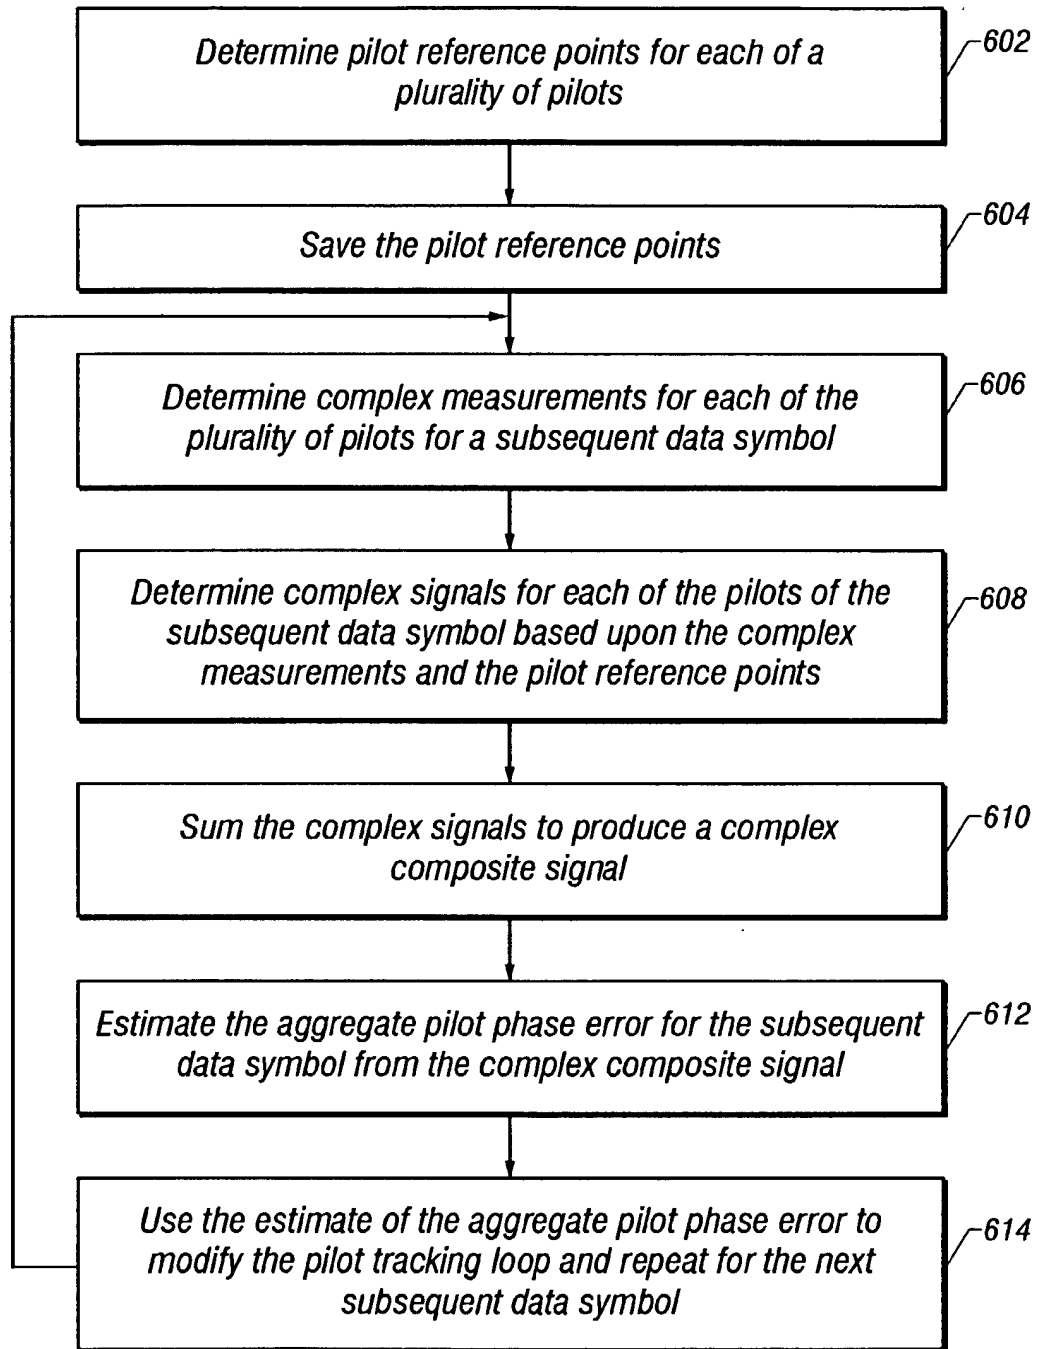 Determine pilot reference points for each of a
plurality of pilots
602
Save the pilot reference points
604
Determine complex measurements for each of the
plurality of pilots for a subsequent data symbol
606
Determine complex signals for each of the pilots of the
subsequent data symbol based upon the complex
measurements and the pilot reference points
608
Sum the complex signals to produce a complex
composite signal
610
Estimate the aggregate pilot phase error for the subsequent
data symbol from the complex composite signal
612
Use the estimate of the aggregate pilot phase error to
modify the pilot tracking loop and repeat for the next
subsequent data symbol
614